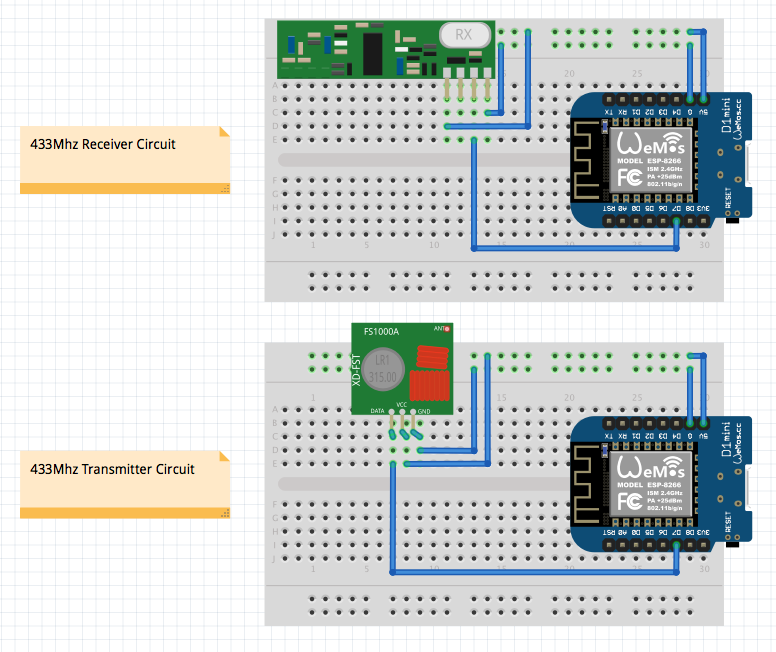 RX
15
20
A
B
C
D
E
TX RX D1 D2 D3 D4 G 5V
433Mhz Receiver Circuit
WeMos
MODEL ESP-8266
ISM 2.4GHz
PA +25dBm
802.11b/g/n
FC
D1 mini
WeMos.cc
RESET
F
G
H
I
J
RST A0 D0 D5 D6 D7 D8 3V3
1
5
10
30
FS1000A
ANT
XD-FST
LR1
315.00
DATA
VCC
GND
1
20
A
B
C
D
E
TX RX D1 D2 D3 D4 G 5V
433Mhz Transmitter Circuit
WeMos
MODEL ESP-8266
ISM 2.4GHz
PA +25dBm
802.11b/g/n
FC
D1 mini
WeMos.cc
RESET
F
G
H
I
J
RST A0 D0 D5 D6 D7 D8 3V3
1
5
10
15
20
25
30